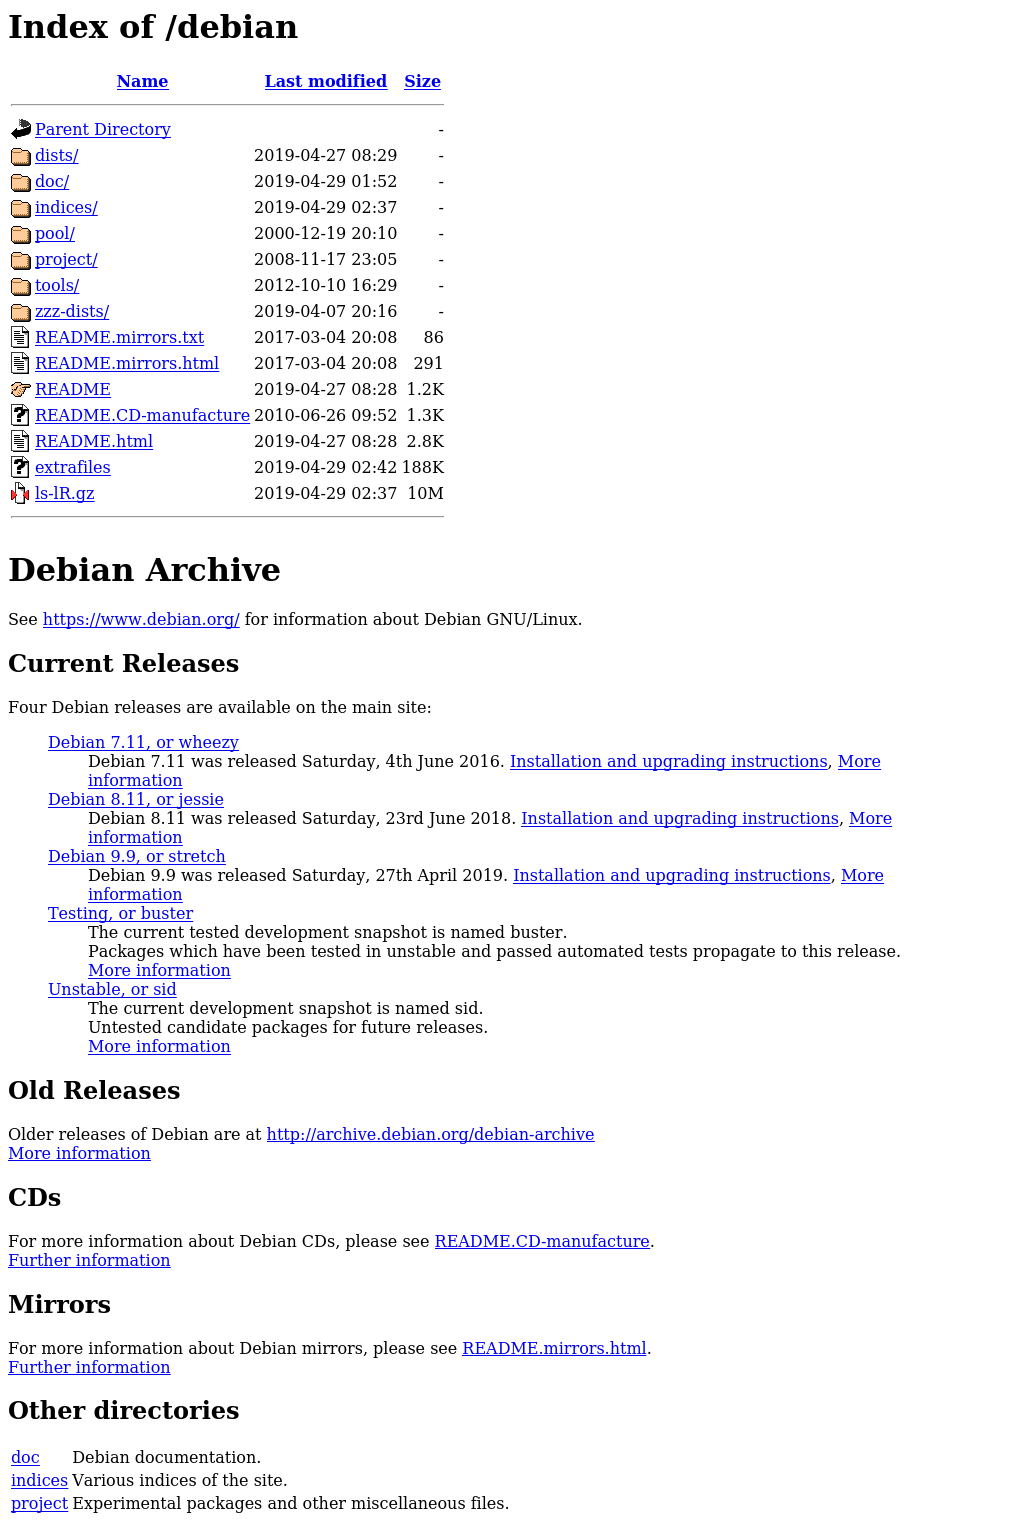 Index of /debian
Name Last modified Size
Parent Directory -
dists/ 2019-04-27 08:29 -
doc/ 2019-04-29 01:52 -
indices/ 2019-04-29 02:37 -
pool/ 2000-12-19 20:10 -
project/ 2008-11-17 23:05 -
tools/ 2012-10-10 16:29 -
zzz-dists/ 2019-04-07 20:16 -
README.mirrors.txt 2017-03-04 20:08 86
README.mirrors.html 2017-03-04 20:08 291
README 2019-04-27 08:28 1.2K
README.CD-manufacture 2010-06-26 09:52 1.3K
README.html 2019-04-27 08:28 2.8K
extrafiles 2019-04-29 02:42 188K
ls-lR.gz 2019-04-29 02:37 10M
Debian Archive
See https://www.debian.org/ for information about Debian GNU/Linux.
Current Releases
Four Debian releases are available on the main site:
Debian 7.11, or wheezy
Debian 7.11 was released Saturday, 4th June 2016. Installation and upgrading instructions, More
information
Debian 8.11, or jessie
Debian 8.11 was released Saturday, 23rd June 2018. Installation and upgrading instructions, More
information
Debian 9.9, or stretch
Debian 9.9 was released Saturday, 27th April 2019. Installation and upgrading instructions, More
information
Testing, or buster
The current tested development snapshot is named buster.
Packages which have been tested in unstable and passed automated tests propagate to this release.
More information
Unstable, or sid
The current development snapshot is named sid.
Untested candidate packages for future releases.
More information
Old Releases
Older releases of Debian are at http://archive.debian.org/debian-archive
More information
CDs
For more information about Debian CDs, please see README.CD-manufacture.
Further information
Mirrors
For more information about Debian mirrors, please see README.mirrors.html.
Further information
Other directories
doc Debian documentation.
indices Various indices of the site.
project Experimental packages and other miscellaneous files.